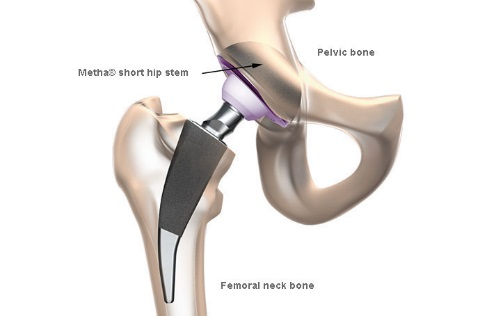 Pelvic bone
Metha® short hip stem
Femoral neck bone